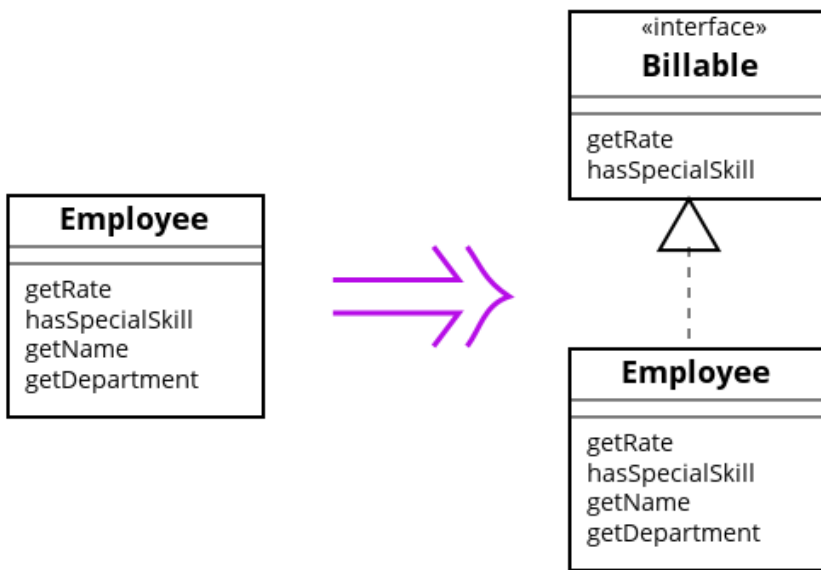 Employee
getRate
hasSpecialSkill
getName
getDepartment
«interface»
Billable
getRate
hasSpecialSkill
Employee
getRate
hasSpecialSkill
getName
getDepartment